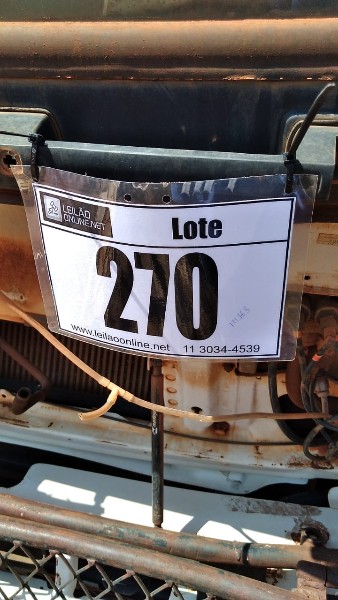 LEILÃO
ONLINE.NET
Lote
270
www.leilaoonline.net 11 3034-4539